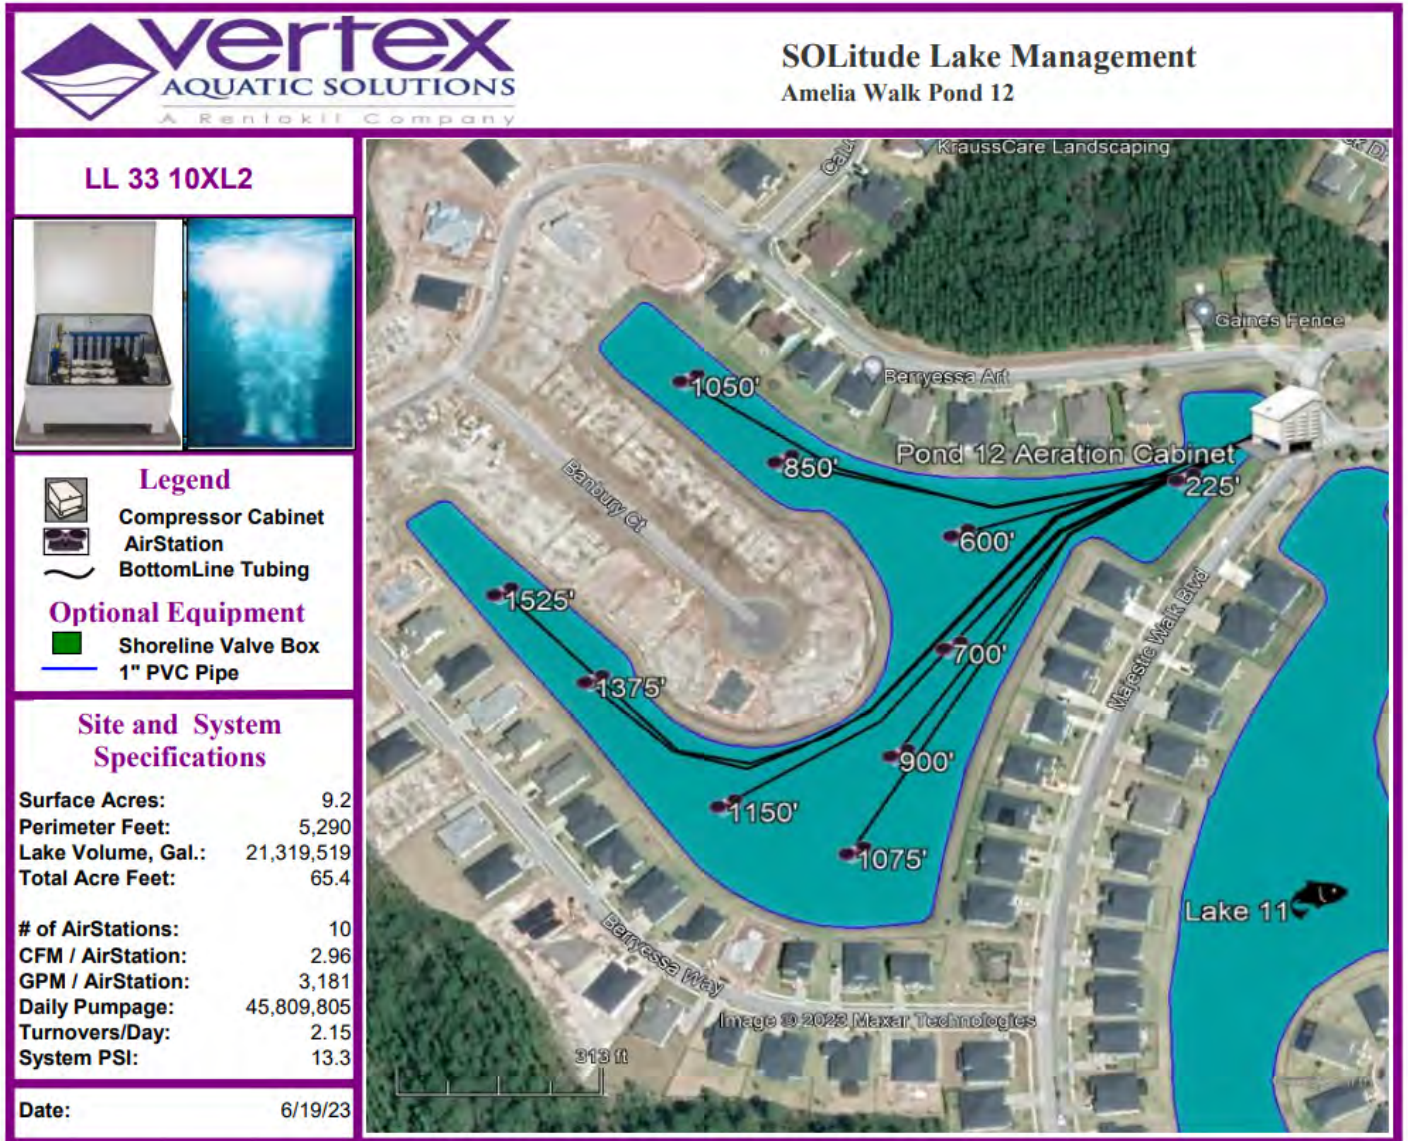 vertex
AQUATIC SOLUTIONS
A Rentokil Company
SOLitude Lake Management
Amelia Walk Pond 12
LL 33 10XL2
Legend
Compressor Cabinet
AirStation
BottomLine Tubing
Optional Equipment
Shoreline Valve Box
1" PVC Pipe
Site and System
Specifications
Surface Acres: 9.2
Perimeter Feet: 5,290
Lake Volume, Gal.: 21,319,519
Total Acre Feet: 65.4
# of AirStations: 10
CFM / AirStation: 2.96
GPM / AirStation: 3,181
Daily Pumpage: 45,809,805
Turnovers/Day: 2.15
System PSI: 13.3
Date: 6/19/23
KraussCare Landscaping
Gaines Fence
Berryessa Art
1050'
850'
Pond 12 Aeration Cabinet
225'
600'
Banbury Ct
1525'
700'
1375'
Majestic Walk Blvd
900'
1150'
1075'
Lake 11
Berryessa Way
Image © 2023 Maxar Technologies
313 ft